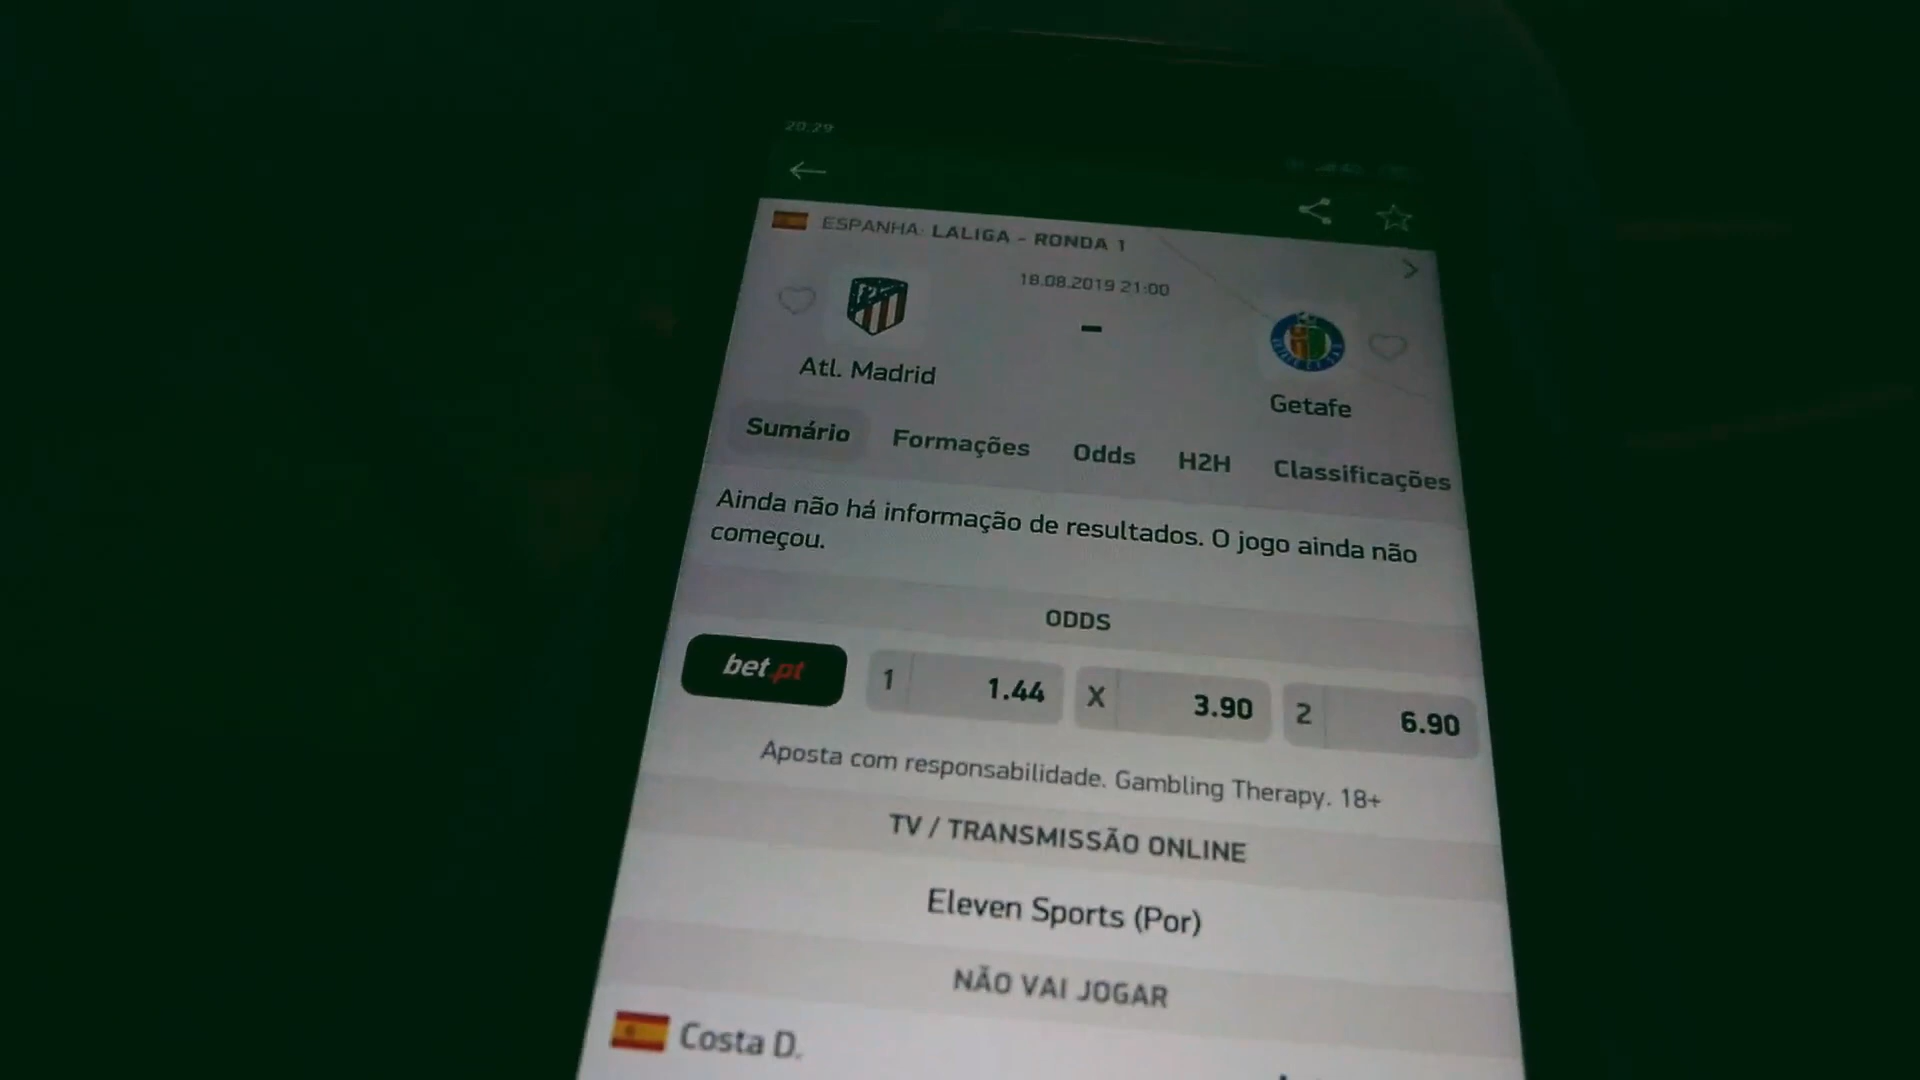 20:29
ESPANHA: LALIGA - RONDA 1
18.08.2019 21:00
-
Atl. Madrid
Getafe
Sumário Formações Odds H2H Classificações
Ainda não há informação de resultados. O jogo ainda não
começou.
ODDS
bet.pt 1 1.44 X 3.90 2 6.90
Aposta com responsabilidade. Gambling Therapy. 18+
TV / TRANSMISSÃO ONLINE
Eleven Sports (Por)
NÃO VAI JOGAR
Costa D.